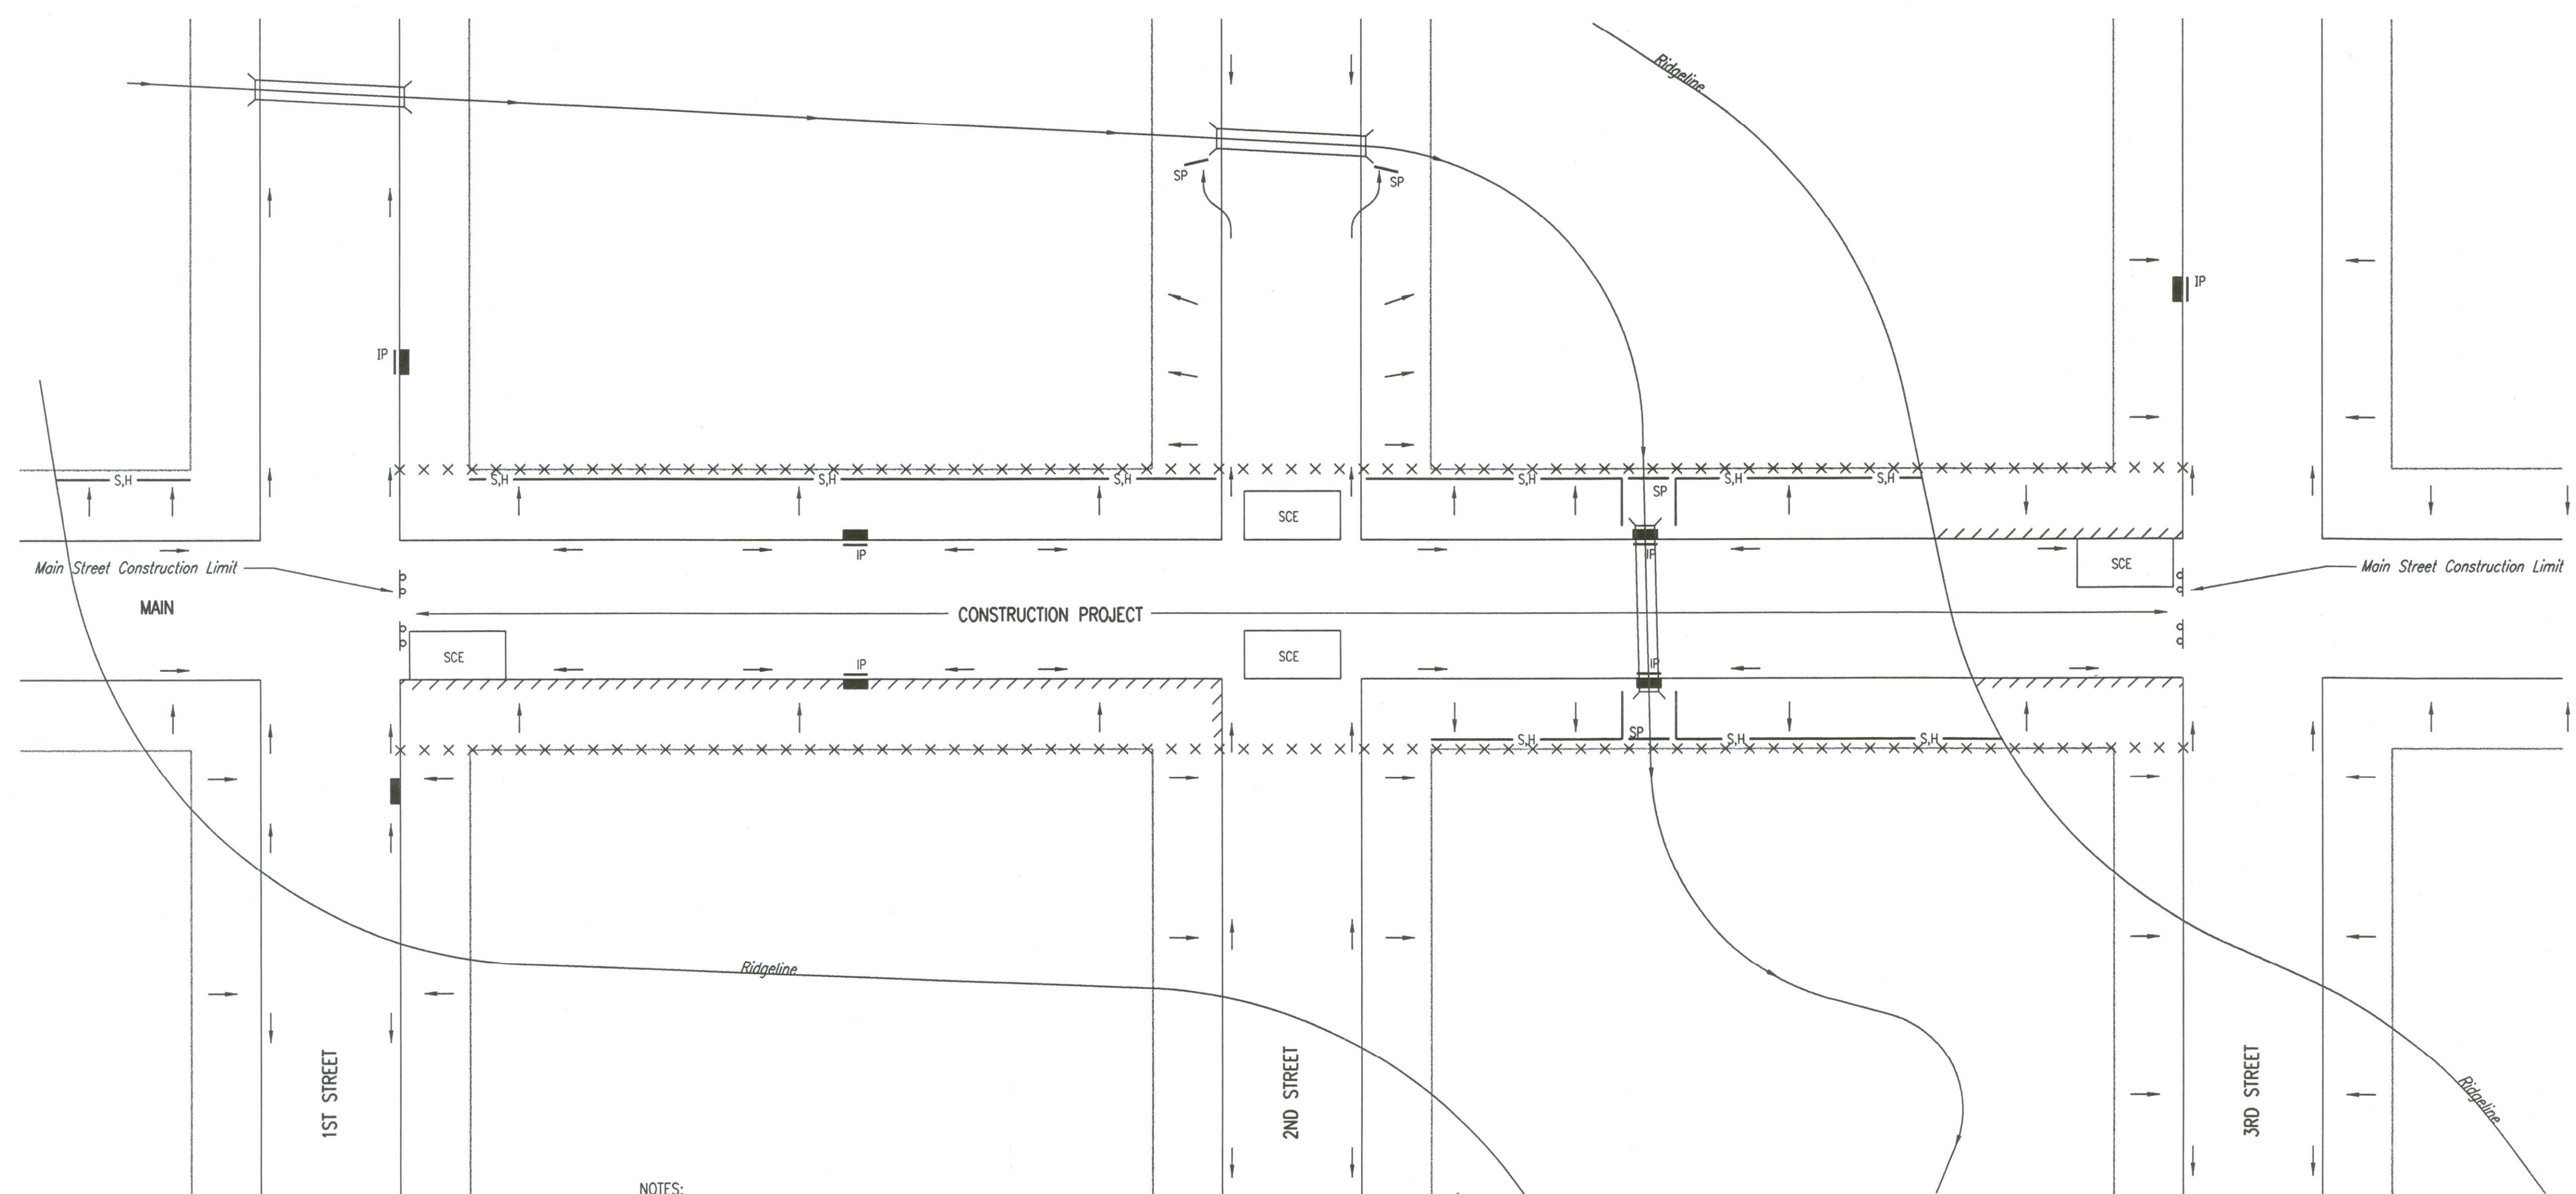 Ridgeline
SP
SP
IP
IP
S,H
S,H
S,H
S,H
S,H
S,H
S,H
SP
SCE
IP
IP
Main Street Construction Limit
SCE
Main Street Construction Limit
MAIN
CONSTRUCTION PROJECT
SCE
SCE
IP
IP
S,H
SP
S,H
S,H
Ridgeline
1ST STREET
2ND STREET
3RD STREET
Ridgeline
NOTES: